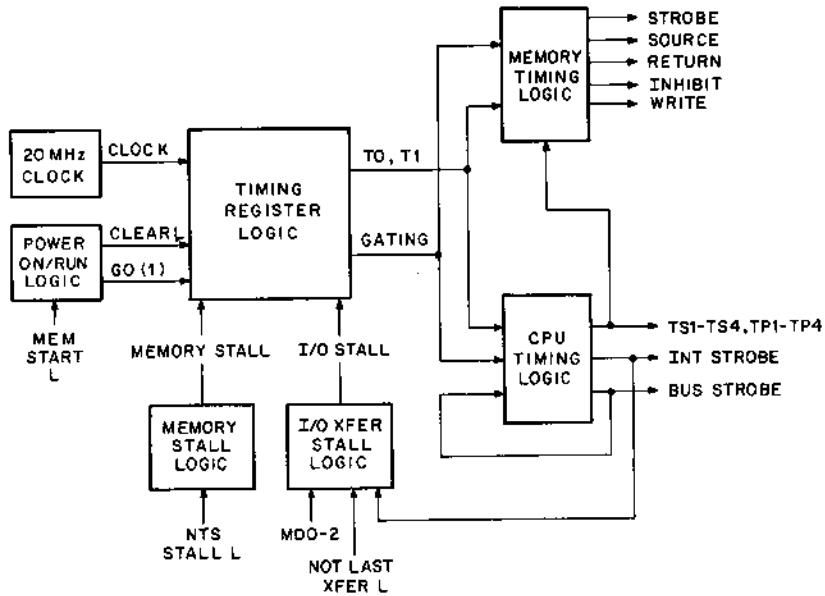 STROBE
SOURCE
RETURN
INHIBIT
WRITE
MEMORY
TIMING
LOGIC
20 MHz
CLOCK
CLOCK
TIMING
REGISTER
LOGIC
TO, T1
GATING
POWER
ON/RUN
LOGIC
CLEARL
GO (1)
MEM
START
L
MEMORY STALL
I/O STALL
CPU
TIMING
LOGIC
TS1-TS4, TP1-TP4
INT STROBE
BUS STROBE
MEMORY
STALL
LOGIC
I/O XFER
STALL
LOGIC
NTS
STALL L
MDO-2
NOT LAST
XFER L